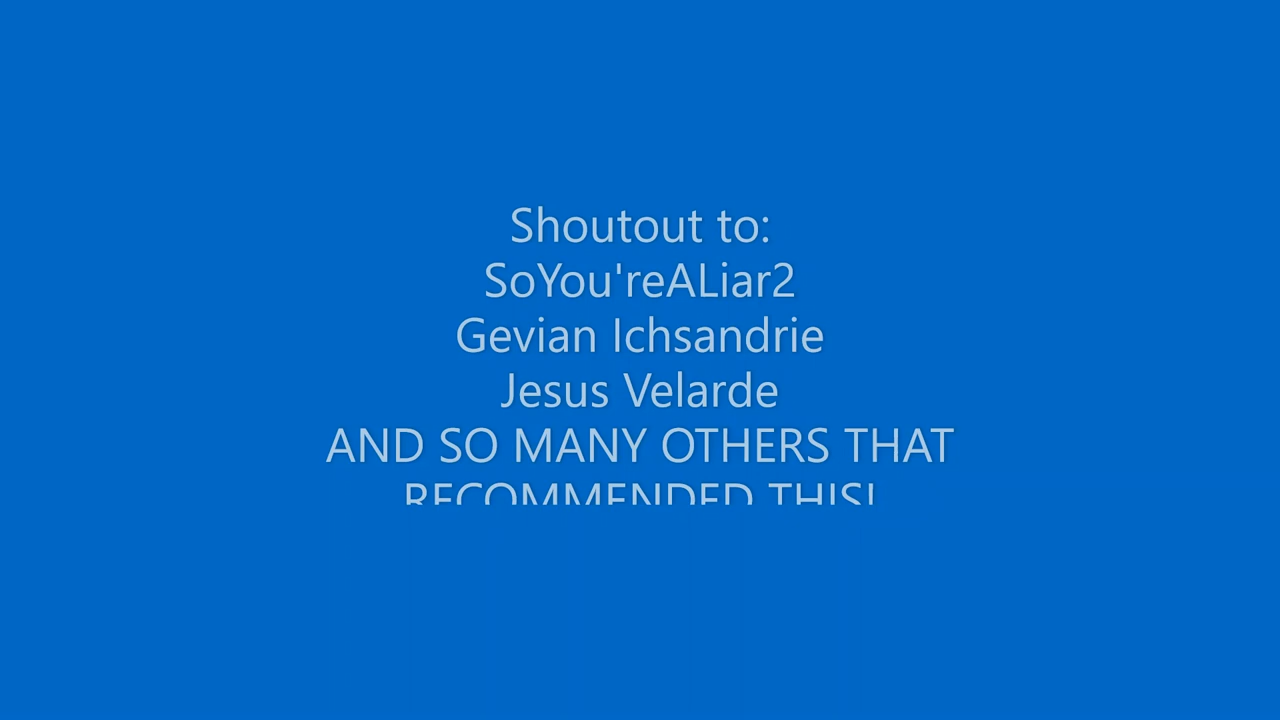 Shoutout to:
SoYou'reALiar2
Gevian Ichsandrie
Jesus Velarde
AND SO MANY OTHERS THAT
RECOMMENDED THIS!